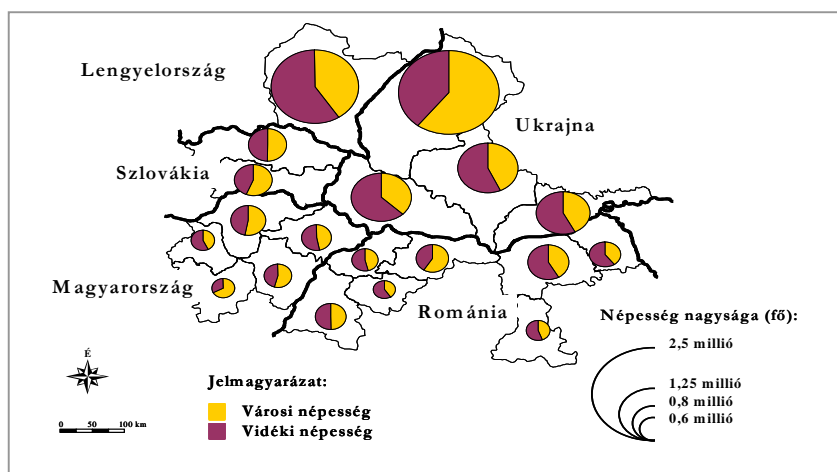 Lengyelország
Ukrajna
Szlovákia
Magyarország
Románia
Népesség nagysága (fő):
2,5 millió
1,25 millió
0,8 millió
0,6 millió
É
Jelmagyarázat:
Városi népesség
Vidéki népesség
0 50 100 km